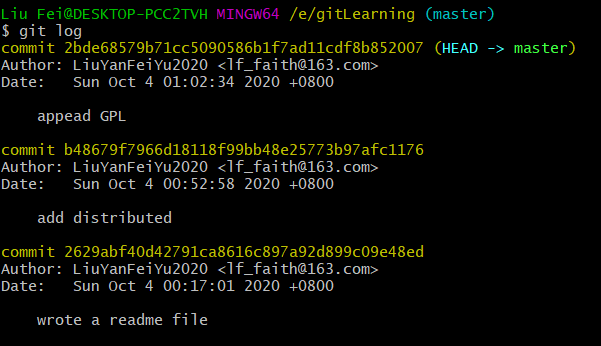 Liu Fei@DESKTOP-PCC2TVH MINGW64 /e/gitLearning (master)
$ git log
commit 2bde68579b71cc5090586b1f7ad11cdf8b852007 (HEAD -> master)
Author: LiuYanFeiYu2020 <lf_faith@163.com>
Date:   Sun Oct 4 01:02:34 2020 +0800
    appead GPL
commit b48679f7966d18118f99bb48e25773b97afc1176
Author: LiuYanFeiYu2020 <lf_faith@163.com>
Date:   Sun Oct 4 00:52:58 2020 +0800
    add distributed
commit 2629abf40d42791ca8616c897a92d899c09e48ed
Author: LiuYanFeiYu2020 <lf_faith@163.com>
Date:   Sun Oct 4 00:17:01 2020 +0800
    wrote a readme file